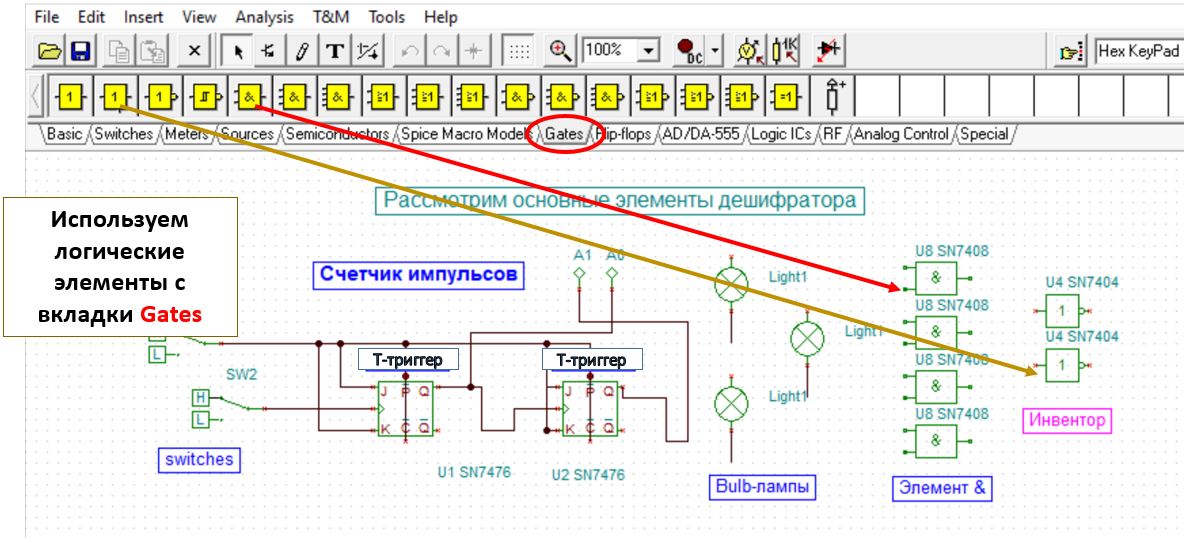 File Edit Insert View Analysis T&M Tools Help
T 100% DC 1K Hex KeyPad
1 1 1 & & & ≥1 ≥1 ≥1 & & & ≥1 ≥1 ≥1 =1
Basic Switches Meters Sources Semiconductors Spice Macro Models Gates Flip-flops AD/DA-555 Logic ICs RF Analog Control Special
Рассмотрим основные элементы дешифратора
Используем
логические
элементы с
вкладки Gates
Счетчик импульсов
A1 A0
Light1
Light1
Light1
U8 SN7408
&
U8 SN7408
&
U8 SN7408
&
U8 SN7408
&
U4 SN7404
1
U4 SN7404
1
Инвентор
L
SW2
H
L
switches
Т-триггер
J P Q
K C Q
U1 SN7476
Т-триггер
J P Q
K C Q
U2 SN7476
Bulb-лампы
Элемент &